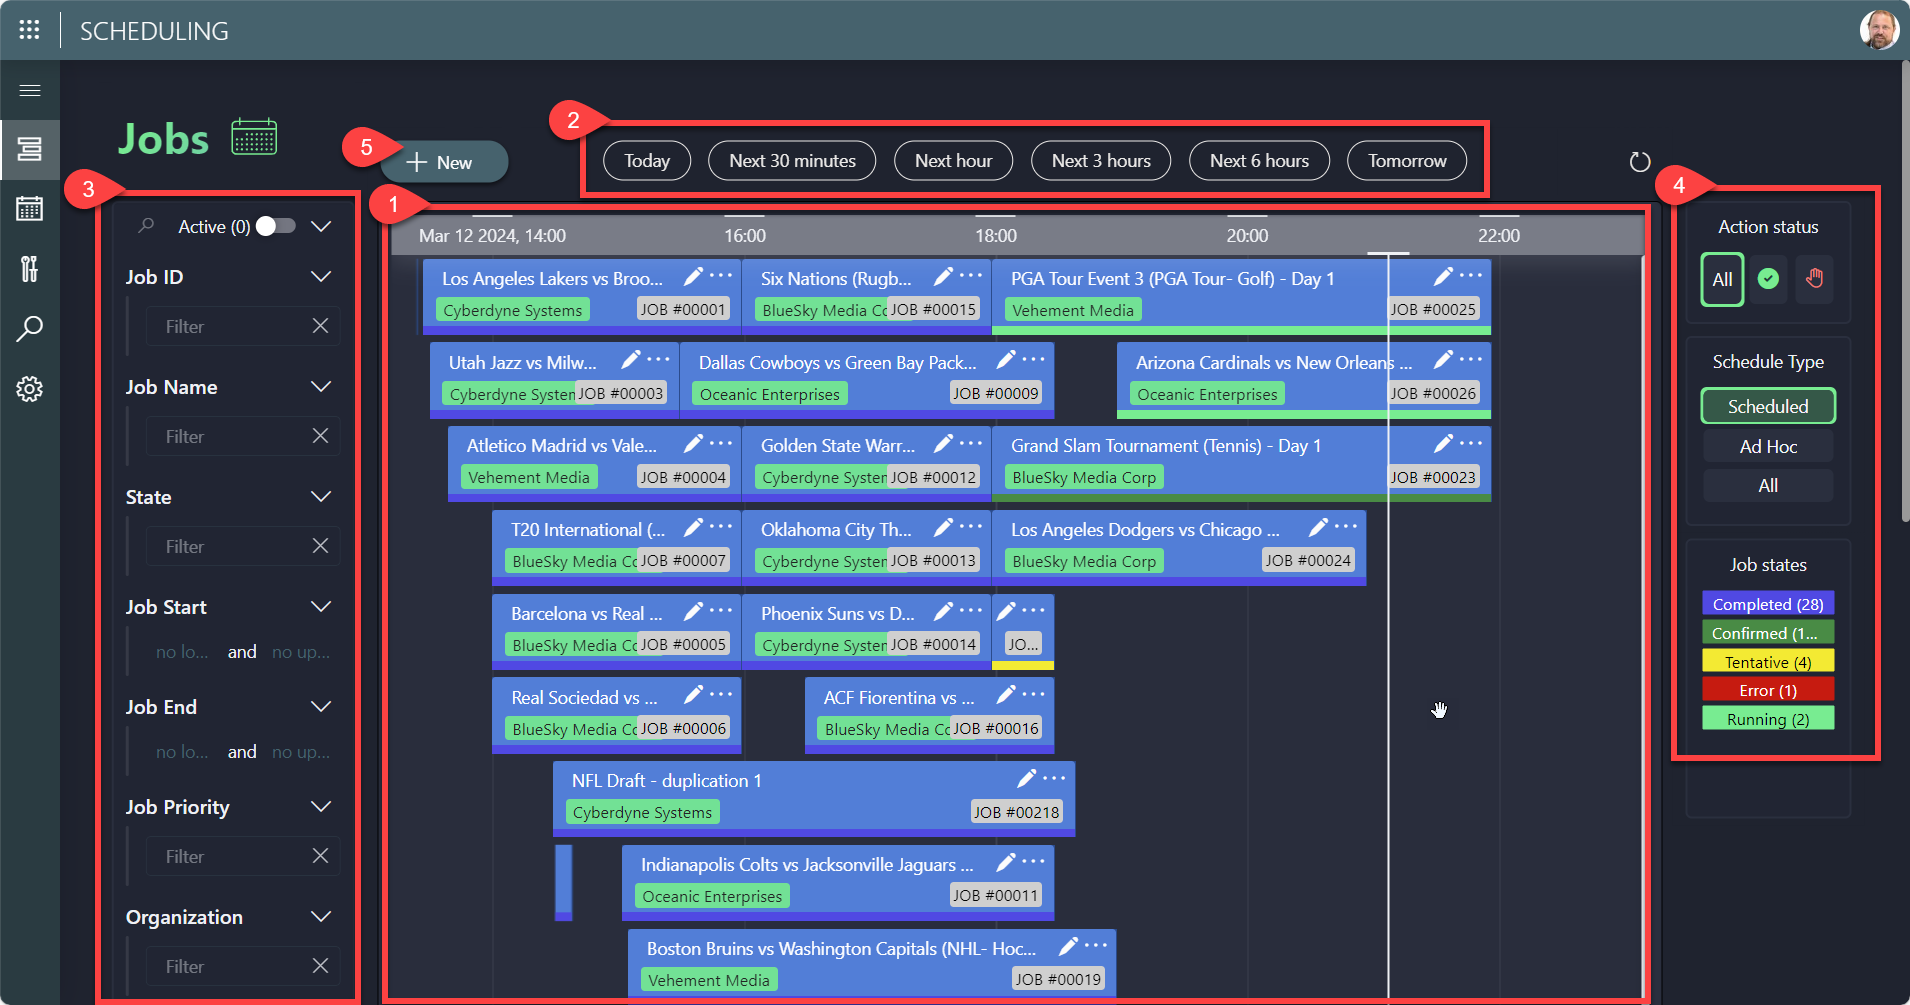 SCHEDULING
Jobs
5
+ New
2
Today
Next 30 minutes
Next hour
Next 3 hours
Next 6 hours
Tomorrow
3
Active (0)
Job ID
Filter
Job Name
Filter
State
Filter
Job Start
no lo... and no up...
Job End
no lo... and no up...
Job Priority
Filter
Organization
Filter
1
Mar 12 2024, 14:00 16:00 18:00 20:00 22:00
Los Angeles Lakers vs Broo... ···
Cyberdyne Systems JOB #00001
Six Nations (Rugb... ···
BlueSky Media Cc JOB #00015
PGA Tour Event 3 (PGA Tour- Golf) - Day 1 ···
Vehement Media JOB #00025
Utah Jazz vs Milw... ···
Cyberdyne System JOB #00003
Dallas Cowboys vs Green Bay Pack... ···
Oceanic Enterprises JOB #00009
Arizona Cardinals vs New Orleans ... ···
Oceanic Enterprises JOB #00026
Atletico Madrid vs Vale... ···
Vehement Media JOB #00004
Golden State Warr... ···
Cyberdyne System JOB #00012
Grand Slam Tournament (Tennis) - Day 1 ···
BlueSky Media Corp JOB #00023
T20 International (... ···
BlueSky Media Cc JOB #00007
Oklahoma City Th... ···
Cyberdyne System JOB #00013
Los Angeles Dodgers vs Chicago ... ···
BlueSky Media Corp JOB #00024
Barcelona vs Real ... ···
BlueSky Media Cc JOB #00005
Phoenix Suns vs D... ···
Cyberdyne System JOB #00014
···
JO...
Real Sociedad vs ... ···
BlueSky Media Cc JOB #00006
ACF Fiorentina vs ... ···
BlueSky Media Cc JOB #00016
NFL Draft - duplication 1 ···
Cyberdyne Systems JOB #00218
Indianapolis Colts vs Jacksonville Jaguars ... ···
Oceanic Enterprises JOB #00011
Boston Bruins vs Washington Capitals (NHL- Hoc... ···
Vehement Media JOB #00019
4
Action status
All
Schedule Type
Scheduled
Ad Hoc
All
Job states
Completed (28)
Confirmed (1...
Tentative (4)
Error (1)
Running (2)